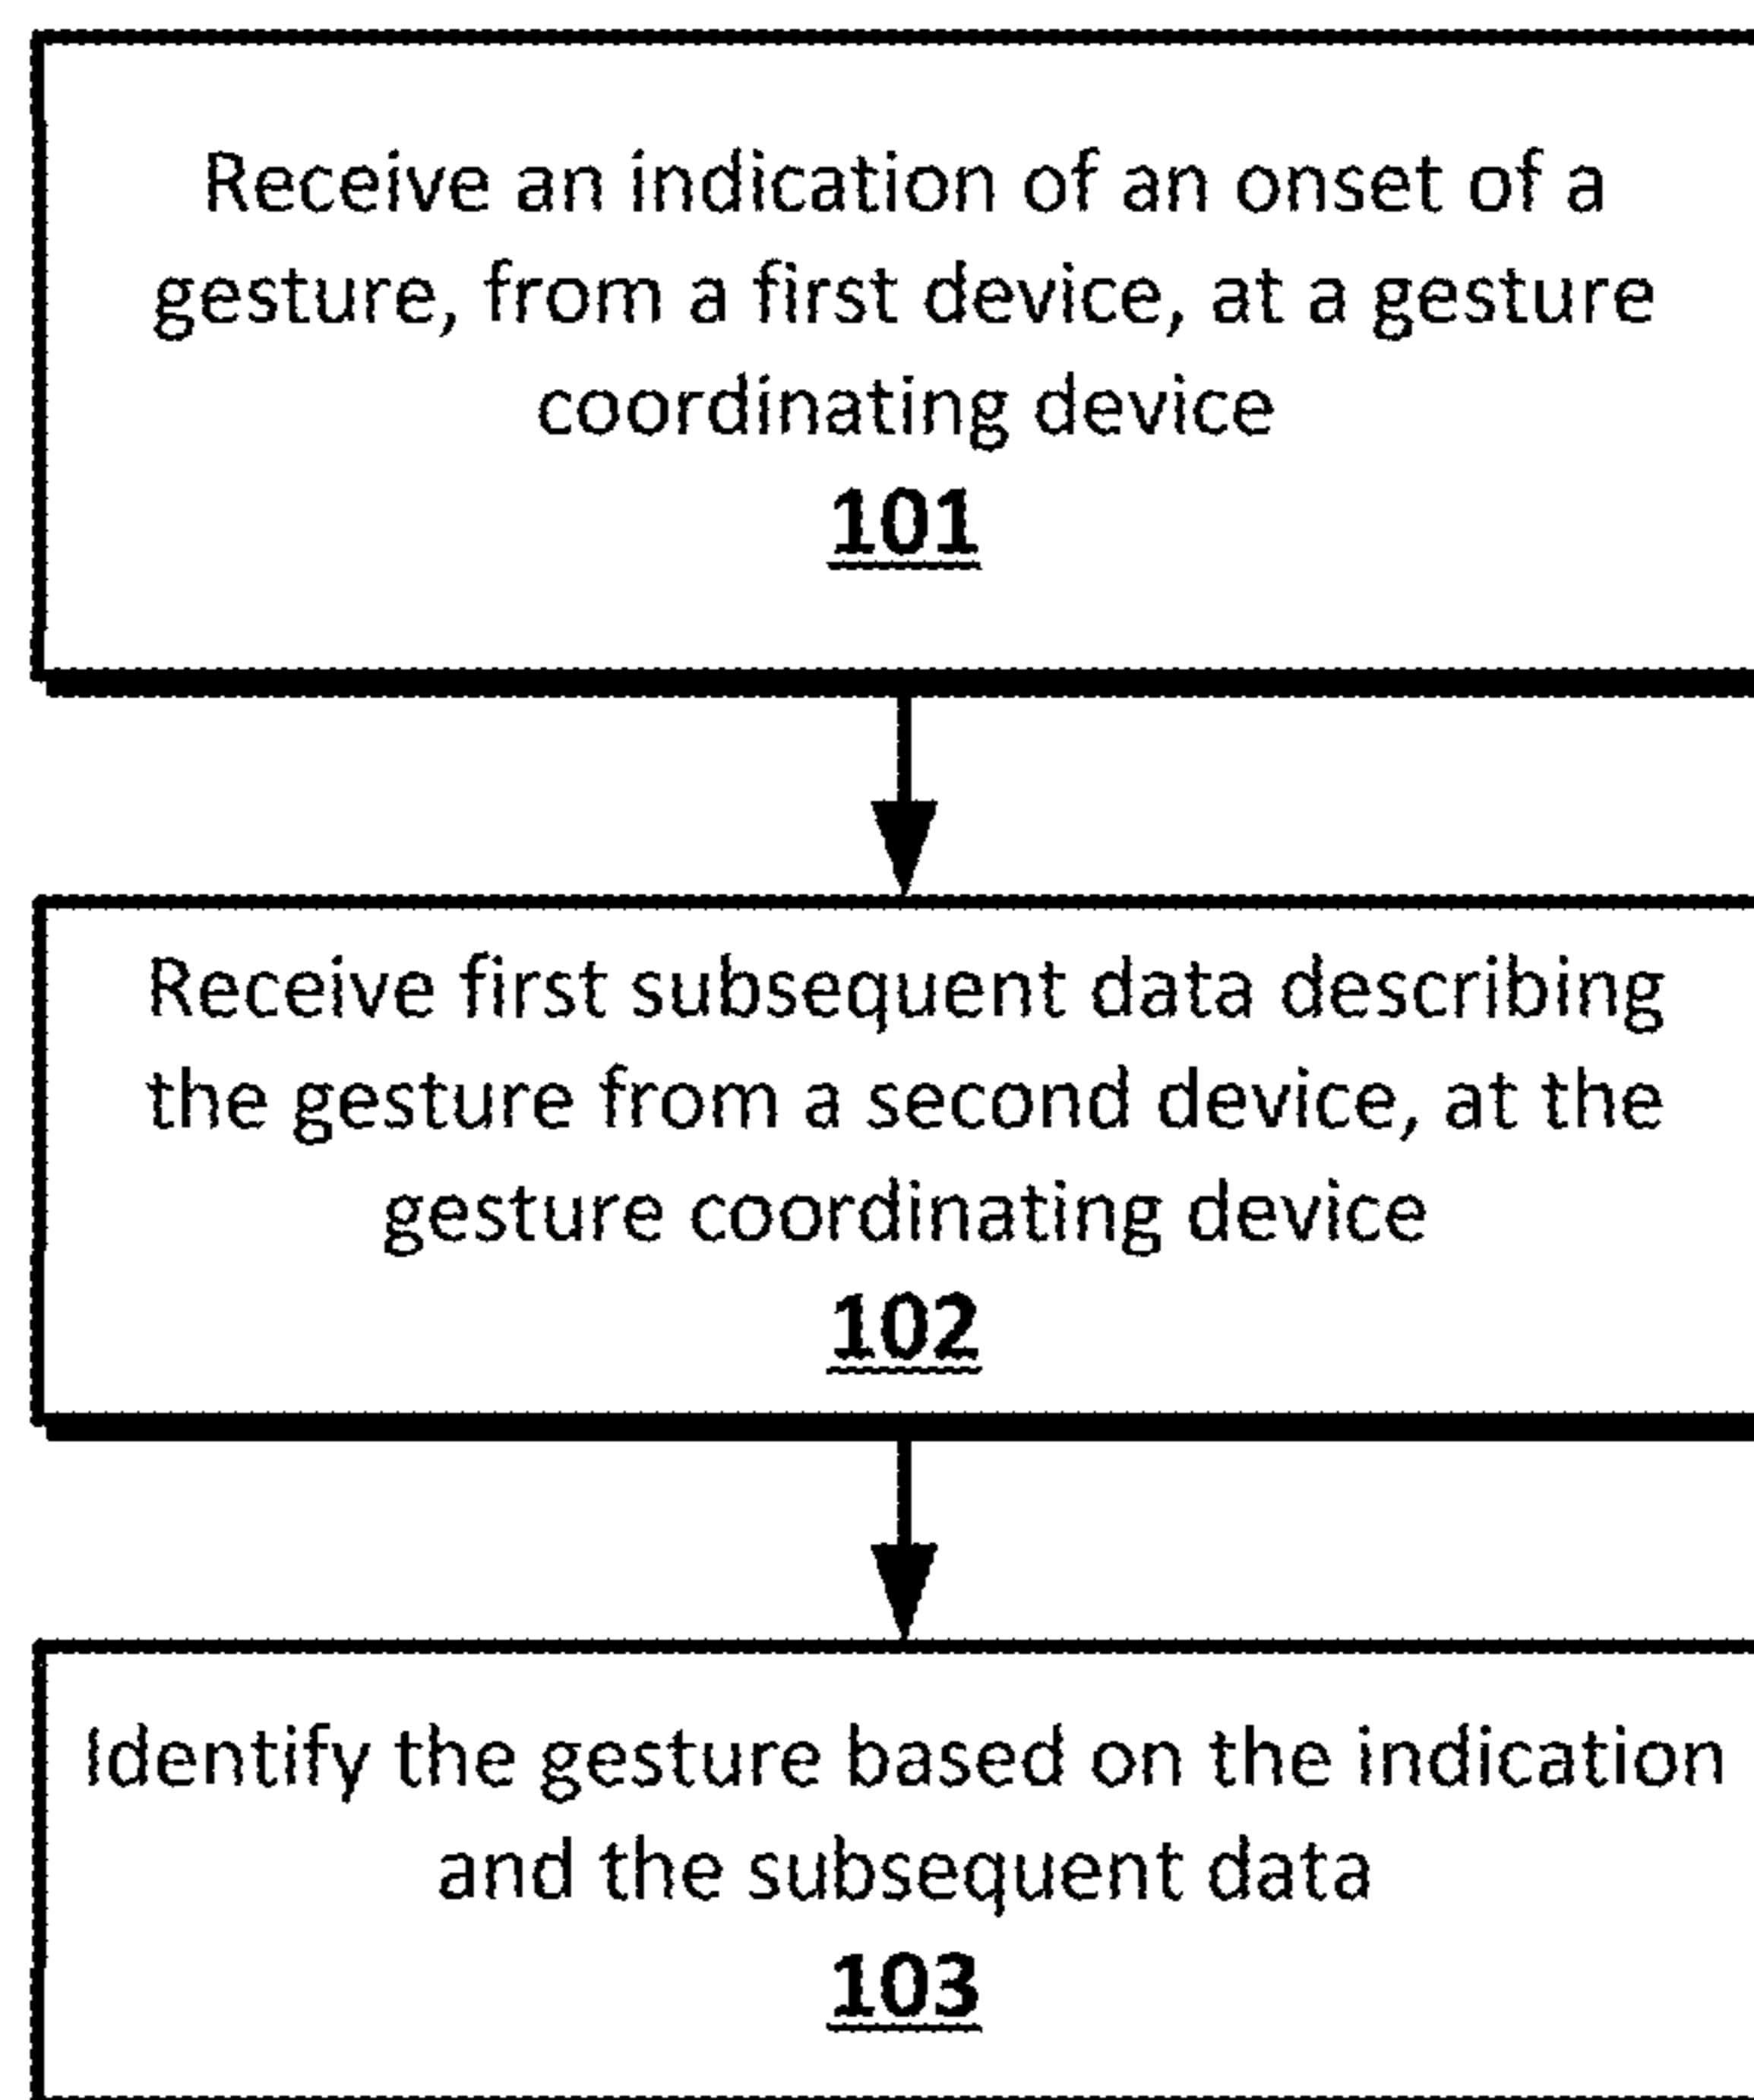 Receive an indication of an onset of a
gesture, from a first device, at a gesture
coordinating device
101
Receive first subsequent data describing
the gesture from a second device, at the
gesture coordinating device
102
Identify the gesture based on the indication
and the subsequent data
103